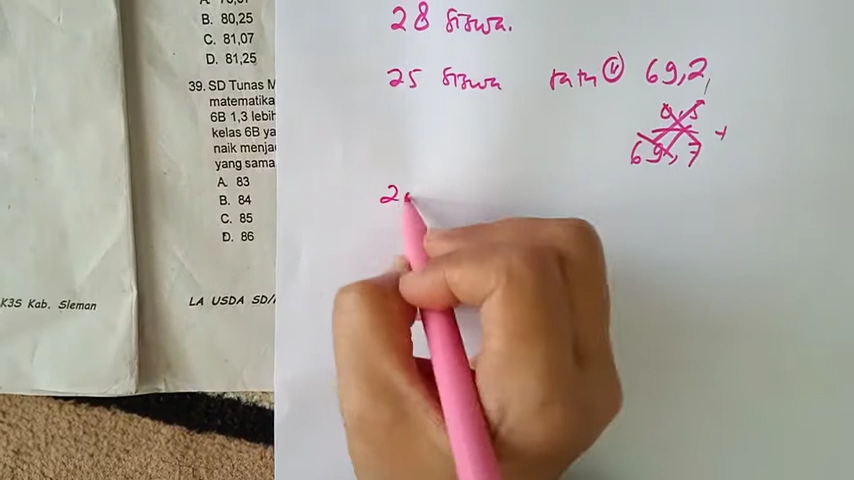 B. 80,25
C. 81,07
D. 81,25
39. SD Tunas M
matematika
6B 1,3 lebih
kelas 6B ya
naik menja
yang sama
A. 83
B. 84
C. 85
D. 86
K3S Kab. Sleman
LA USDA SD/
28 siswa.
25 siswa rata 69,2
0,5
69,7 +
2